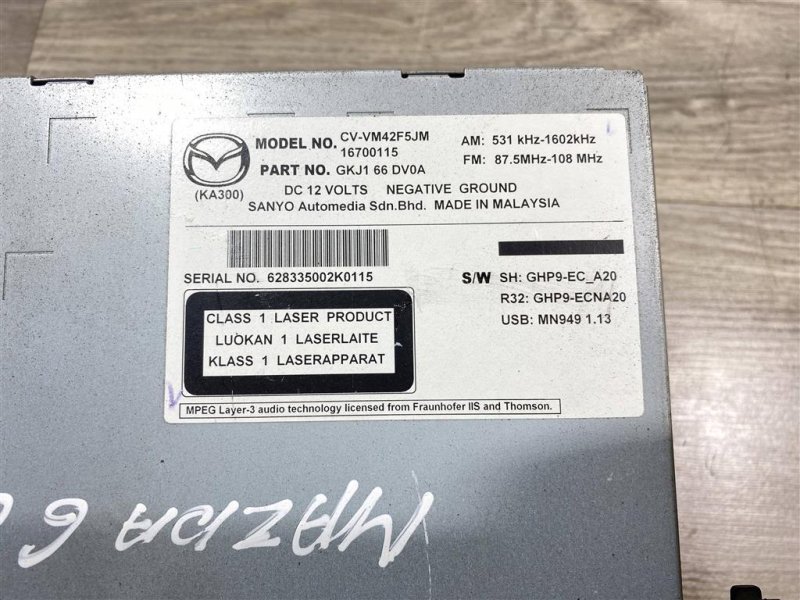 MODEL NO. CV-VM42F5JM
16700115
PART NO. GKJ1 66 DV0A
(KA300)
AM: 531 kHz-1602kHz
FM: 87.5MHz-108 MHz
DC 12 VOLTS NEGATIVE GROUND
SANYO Automedia Sdn.Bhd. MADE IN MALAYSIA
SERIAL NO. 628335002K0115
S/W SH: GHP9-EC_A20
R32: GHP9-ECNA20
USB: MN949 1.13
CLASS 1 LASER PRODUCT
LUÖKAN 1 LASERLAITE
KLASS 1 LASERAPPARAT
MPEG Layer-3 audio technology licensed from Fraunhofer IIS and Thomson.
MAZDA 6